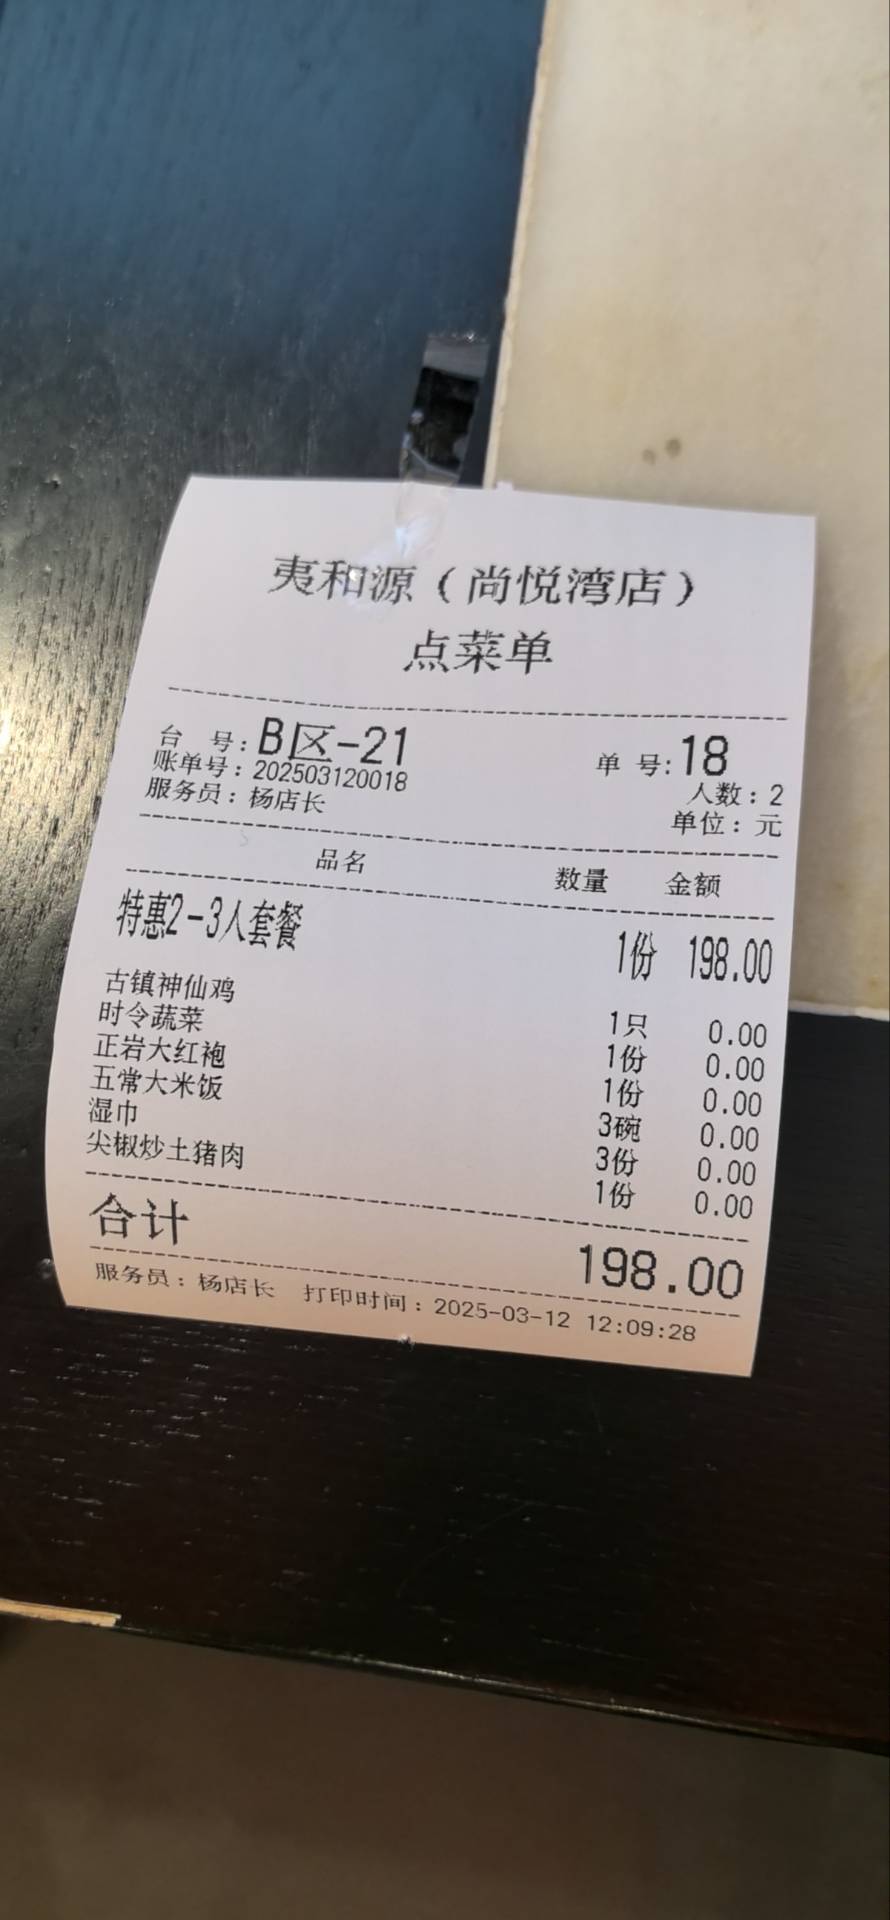 夷和源（尚悦湾店）
点菜单
台 号：B区-21 单 号：18
账单号：202503120018 人数：2
服务员：杨店长 单位：元
品名 数量 金额
特惠2-3人套餐 1份 198.00
古镇神仙鸡 1只 0.00
时令蔬菜 1份 0.00
正岩大红袍 1份 0.00
五常大米饭 3碗 0.00
湿巾 3份 0.00
尖椒炒土猪肉 1份 0.00
合计 198.00
服务员：杨店长 打印时间：2025-03-12 12:09:28